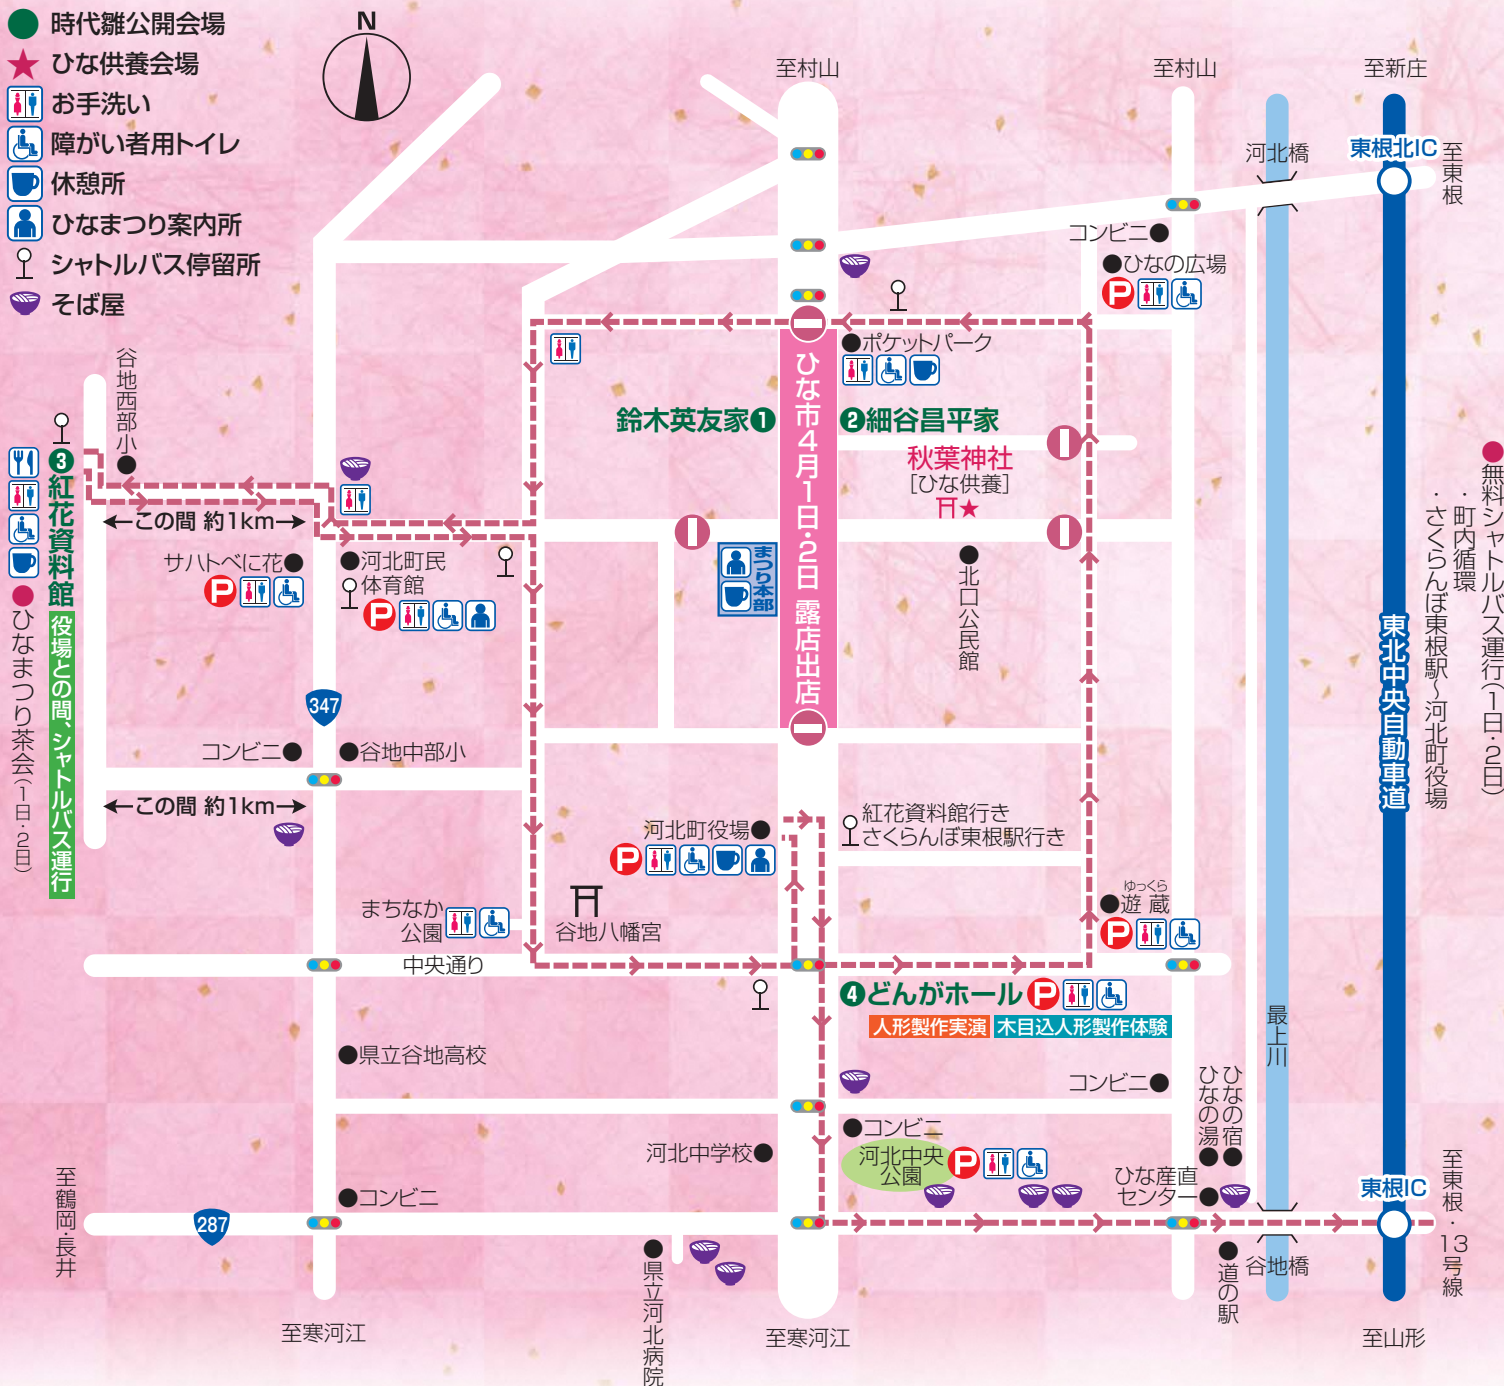 時代雛公開会場
ひな供養会場
お手洗い
障がい者用トイレ
休憩所
ひなまつり案内所
シャトルバス停留所
そば屋
N
至村山
至村山
至新庄
河北橋
東北中央自動車道
東根北IC
至東根
コンビニ
ひなの広場
P
ポケットパーク
ひな市4月1日・2日 露店出店
鈴木英友家❶
❷細谷昌平家
秋葉神社
[ひな供養]
谷地西部小
❸紅花資料館
役場との間、シャトルバス運行
ひなまつり茶会(1日・2日)
←この間 約1km→
サハトべに花
P
河北町民
体育館
P
まつり本部
北口公民館
無料シャトルバス運行(1日・2日)
・町内循環
・さくらんぼ東根駅〜河北町役場
347
コンビニ
谷地中部小
←この間 約1km→
河北町役場
P
紅花資料館行き
さくらんぼ東根駅行き
ゆっくら
遊蔵
P
まちなか
公園
谷地八幡宮
中央通り
❹どんがホール
P
人形製作実演
木目込人形製作体験
最上川
県立谷地高校
コンビニ
ひなの宿
ひなの湯
コンビニ
河北中央
公園
P
河北中学校
ひな産直
センター
至鶴岡・長井
コンビニ
287
東根IC
至東根・13号線
県立河北病院
道の駅
谷地橋
至寒河江
至寒河江
至山形